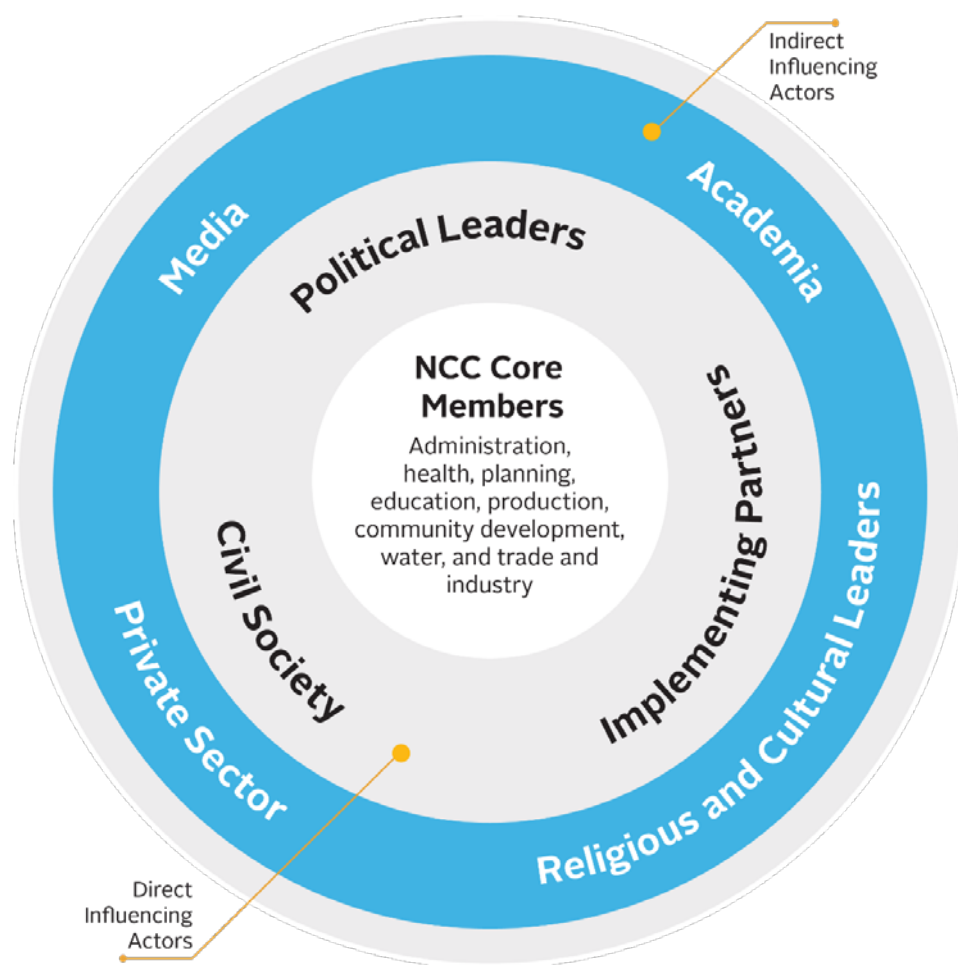 Indirect
Influencing
Actors
Media
Academia
Political Leaders
NCC Core
Members
Administration,
health, planning,
education, production,
community development,
water, and trade and
industry
Implementing Partners
Civil Society
Private Sector
Religious and Cultural Leaders
Direct
Influencing
Actors